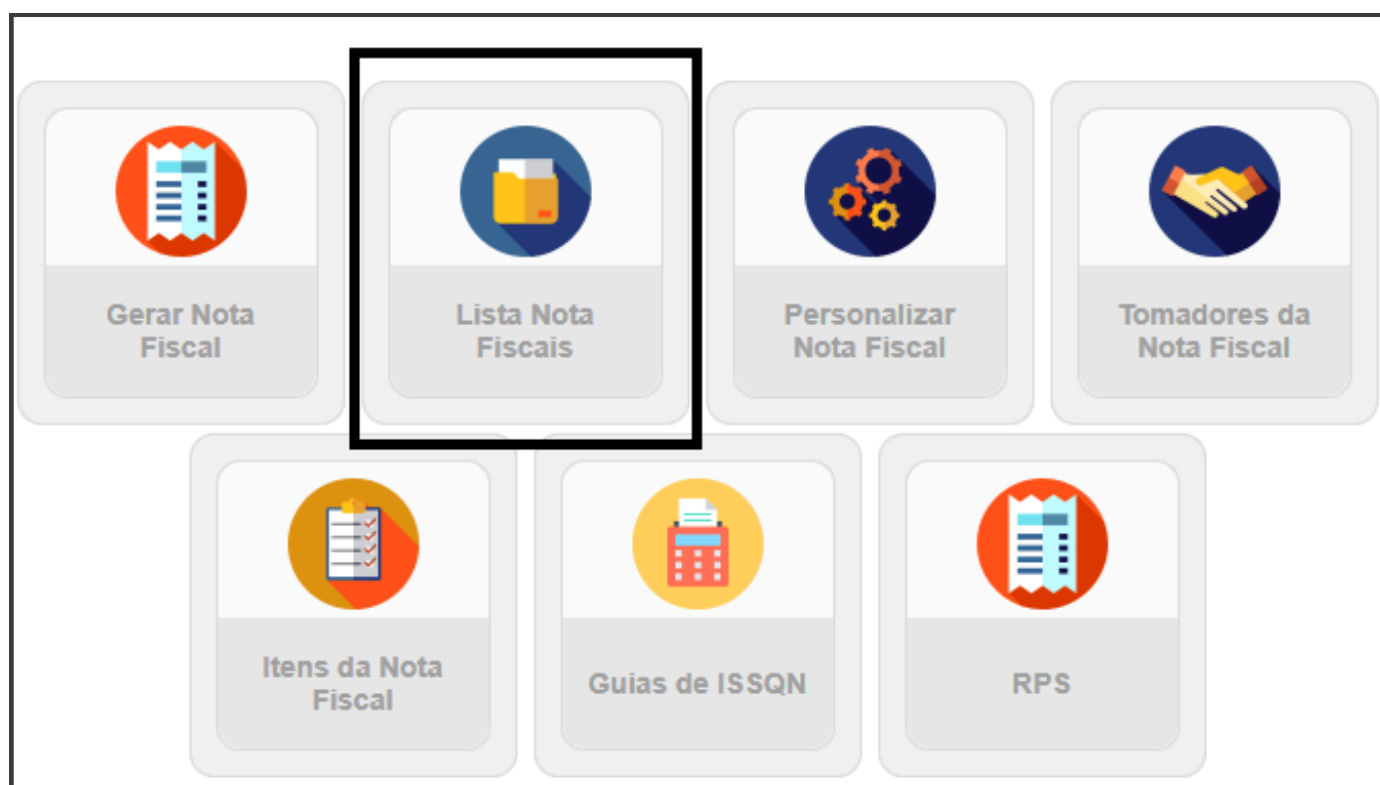 Gerar Nota
Fiscal
Lista Nota
Fiscais
Personalizar
Nota Fiscal
Tomadores da
Nota Fiscal
Itens da Nota
Fiscal
Guias de ISSQN
RPS